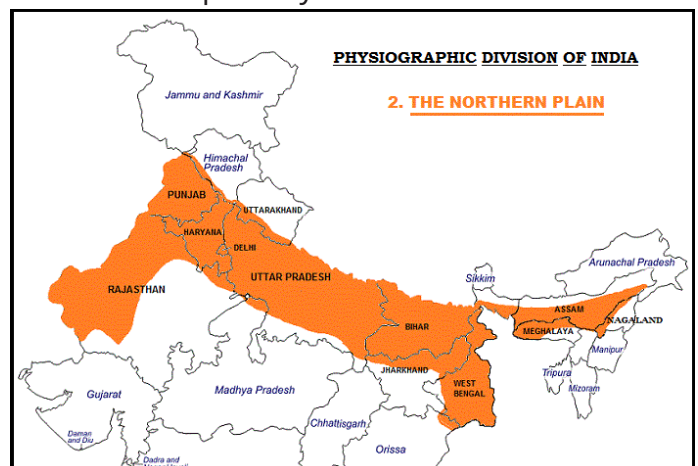 PHYSIOGRAPHIC DIVISION OF INDIA
2. THE NORTHERN PLAIN
Jammu and Kashmir
Himachal
Pradesh
PUNJAB
UTTARAKHAND
HARYANA
DELHI
UTTAR PRADESH
RAJASTHAN
Sikkim
Arunachal Pradesh
ASSAM
NAGALAND
MEGHALAYA
BIHAR
Manipur
JHARKHAND
Tripura
Mizoram
WEST
BENGAL
Gujarat
Madhya Pradesh
Chhattisgarh
Orissa
Daman
and Diu
Dadra and